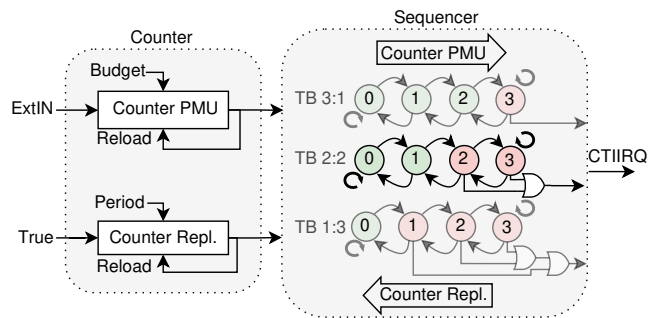 Sequencer
Counter
Counter PMU
Budget
ExtIN
Counter PMU
Reload
TB 3:1
0 1 2 3
TB 2:2
0 1 2 3
CTIIRQ
Period
True
Counter Repl.
Reload
TB 1:3
0 1 2 3
Counter Repl.